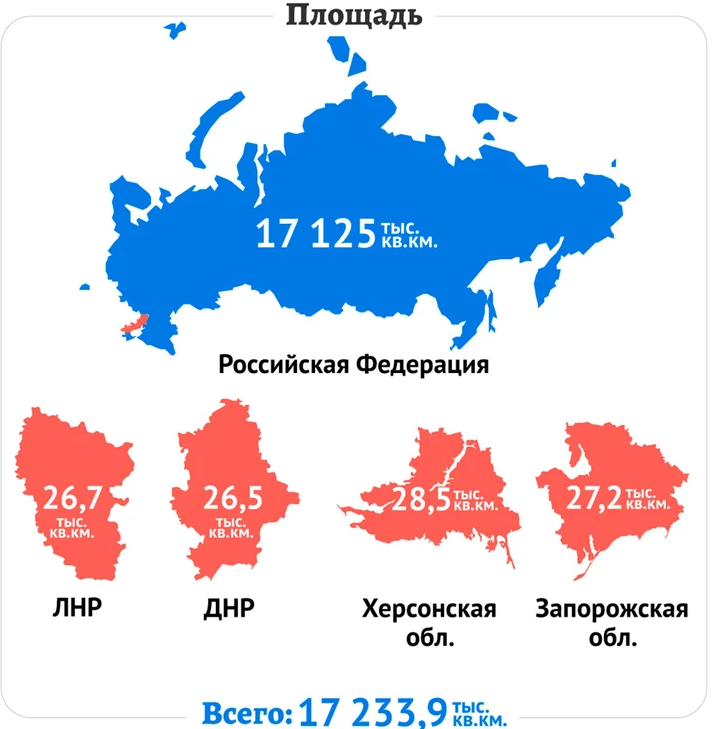 Площадь
17 125 тыс. кв.км.
Российская Федерация
26,7 тыс. кв.км.
26,5 тыс. кв.км.
28,5 тыс. кв.км.
27,2 тыс. кв.км.
ЛНР
ДНР
Херсонская обл.
Запорожская обл.
Всего: 17 233,9 тыс. кв.км.